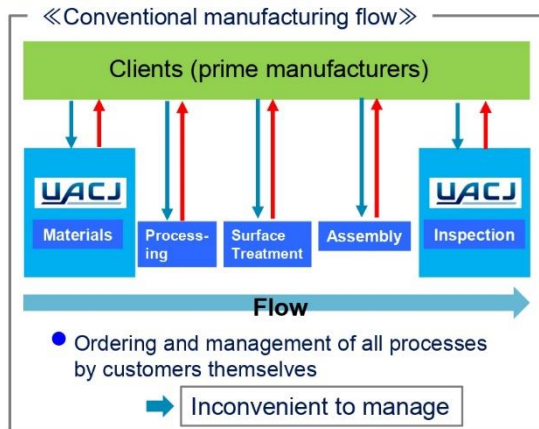 ≪Conventional manufacturing flow≫
Clients (prime manufacturers)
UACJ
UACJ
Materials
Process-
ing
Surface
Treatment
Assembly
Inspection
Flow
● Ordering and management of all processes
by customers themselves
Inconvenient to manage